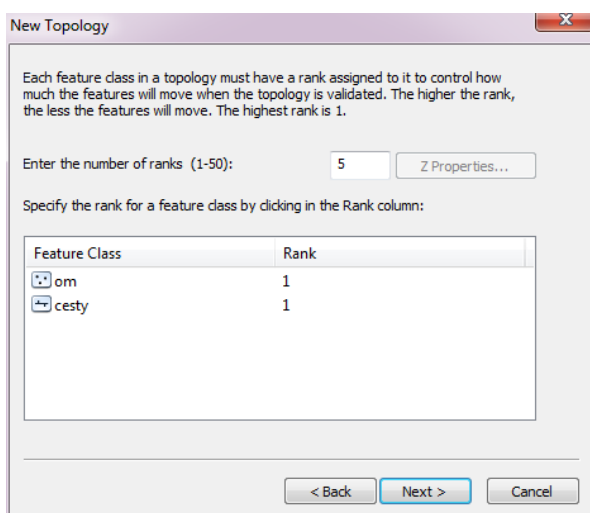 New Topology
X
Each feature class in a topology must have a rank assigned to it to control how
much the features will move when the topology is validated. The higher the rank,
the less the features will move. The highest rank is 1.
Enter the number of ranks (1-50): 5 Z Properties...
Specify the rank for a feature class by clicking in the Rank column:
Feature Class Rank
om 1
cesty 1
< Back Next > Cancel